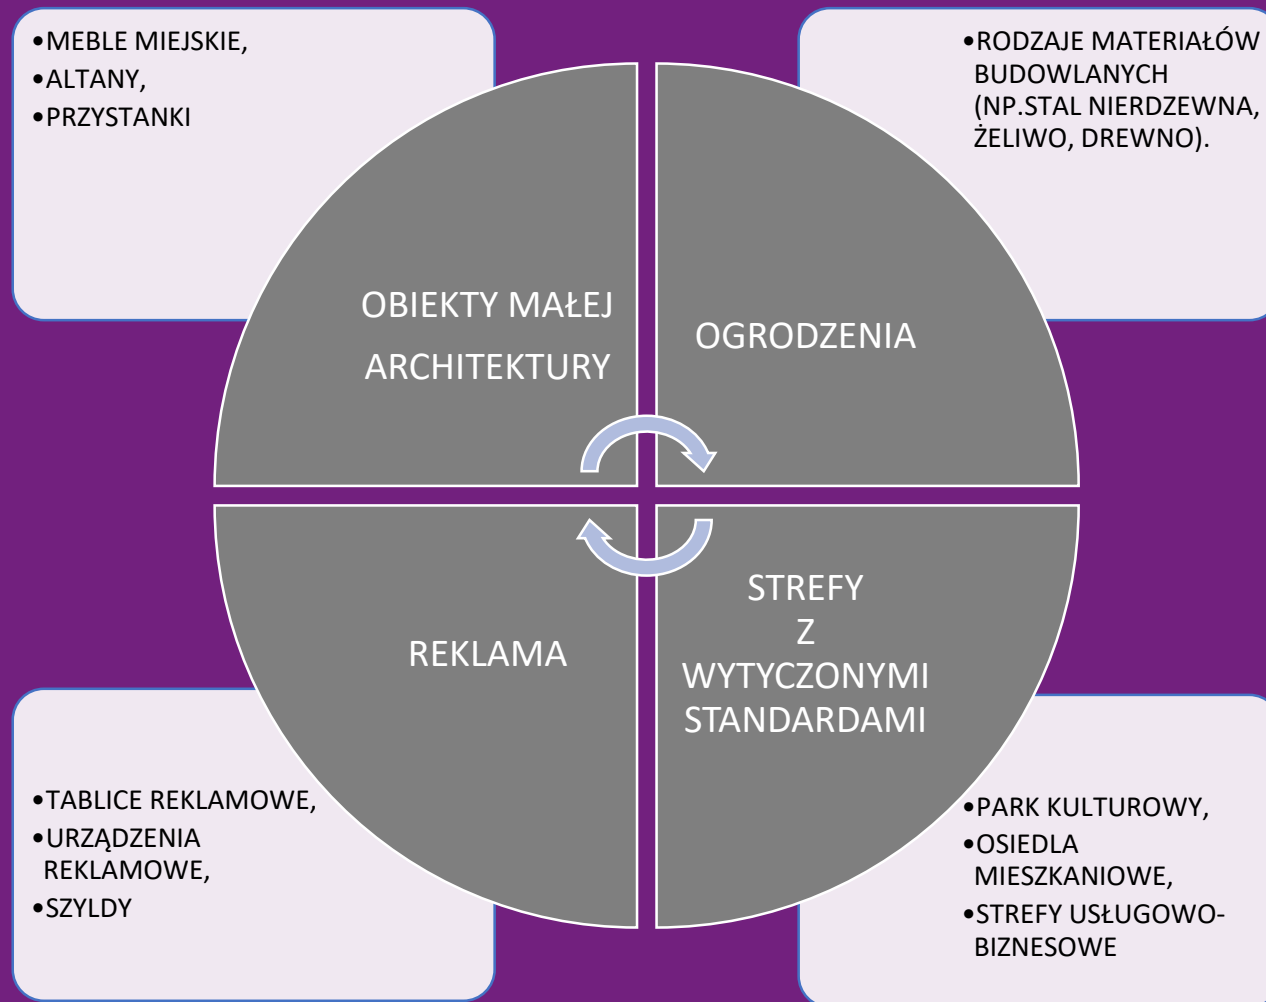 •MEBLE MIEJSKIE,
•ALTANY,
•PRZYSTANKI
•RODZAJE MATERIAŁÓW
BUDOWLANYCH
(NP.STAL NIERDZEWNA,
ŻELIWO, DREWNO).
OBIEKTY MAŁEJ
ARCHITEKTURY
OGRODZENIA
REKLAMA
STREFY
Z
WYTYCZONYMI
STANDARDAMI
•TABLICE REKLAMOWE,
•URZĄDZENIA
REKLAMOWE,
•SZYLDY
•PARK KULTUROWY,
•OSIEDLA
MIESZKANIOWE,
•STREFY USŁUGOWO-
BIZNESOWE